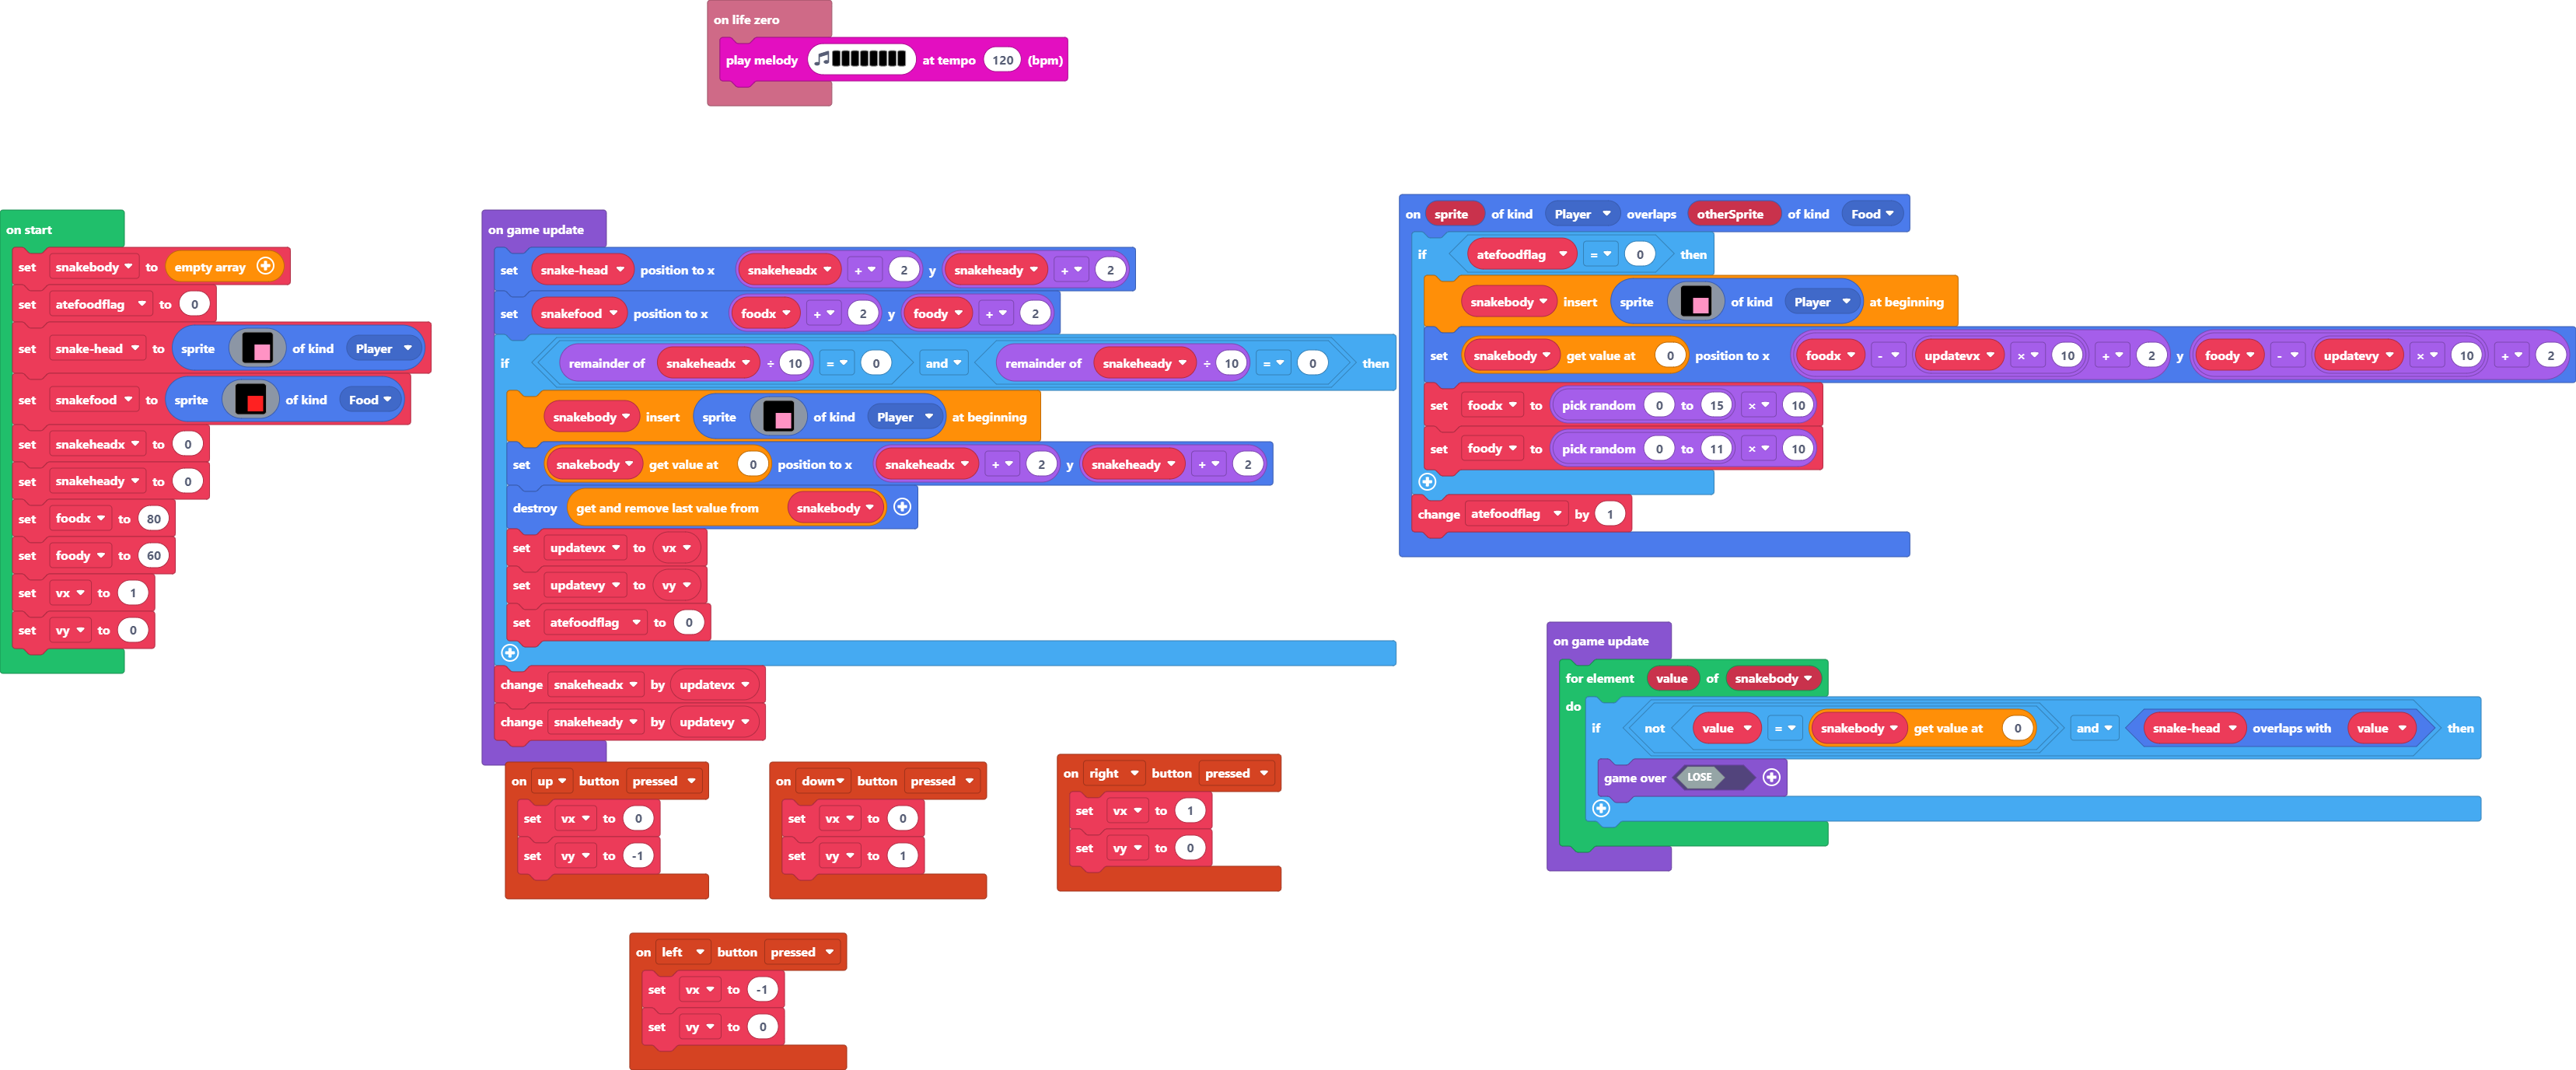 on life zero
play melody at tempo 120 (bpm)
on start
set snakebody to empty array
set atefoodflag to 0
set snake-head to sprite of kind Player
set snakefood to sprite of kind Food
set snakeheadx to 0
set snakeheady to 0
set foodx to 80
set foody to 60
set vx to 1
set vy to 0
on game update
set snake-head position to x snakeheadx + 2 y snakeheady + 2
set snakefood position to x foodx + 2 y foody + 2
if remainder of snakeheadx ÷ 10 = 0 and remainder of snakeheady ÷ 10 = 0 then
snakebody insert sprite of kind Player at beginning
set snakebody get value at 0 position to x snakeheadx + 2 y snakeheady + 2
destroy get and remove last value from snakebody
set updatevx to vx
set updatevy to vy
set atefoodflag to 0
change snakeheadx by updatevx
change snakeheady by updatevy
on sprite of kind Player overlaps otherSprite of kind Food
if atefoodflag = 0 then
snakebody insert sprite of kind Player at beginning
set snakebody get value at 0 position to x foodx - updatevx × 10 + 2 y foody - updatevy × 10 + 2
set foodx to pick random 0 to 15 × 10
set foody to pick random 0 to 11 × 10
change atefoodflag by 1
on game update
for element value of snakebody
do
if not value = snakebody get value at 0 and snake-head overlaps with value then
game over LOSE
on up button pressed
set vx to 0
set vy to -1
on down button pressed
set vx to 0
set vy to 1
on right button pressed
set vx to 1
set vy to 0
on left button pressed
set vx to -1
set vy to 0